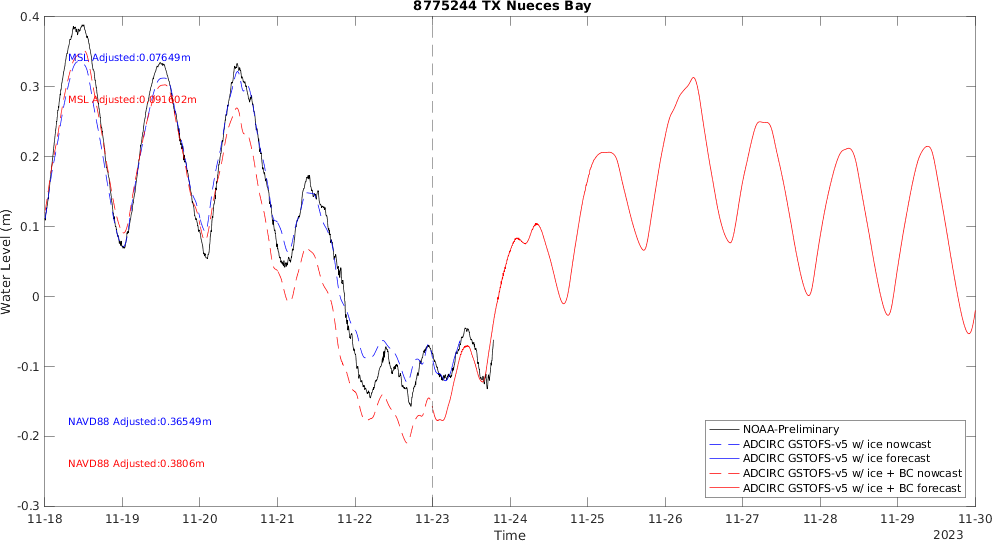 8775244 TX Nueces Bay
0.4
0.3
0.2
0.1
0
-0.1
-0.2
-0.3
Water Level (m)
MSL Adjusted:0.07649m
MSL Adjusted:0.091602m
NAVD88 Adjusted:0.36549m
NAVD88 Adjusted:0.3806m
NOAA-Preliminary
ADCIRC GSTOFS-v5 w/ ice nowcast
ADCIRC GSTOFS-v5 w/ ice forecast
ADCIRC GSTOFS-v5 w/ ice + BC nowcast
ADCIRC GSTOFS-v5 w/ ice + BC forecast
11-18 11-19 11-20 11-21 11-22 11-23 11-24 11-25 11-26 11-27 11-28 11-29 11-30
Time
2023